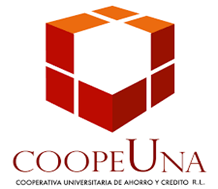 COOPEUNA
COOPERATIVA UNIVERSITARIA DE AHORRO Y CREDITO R.L.